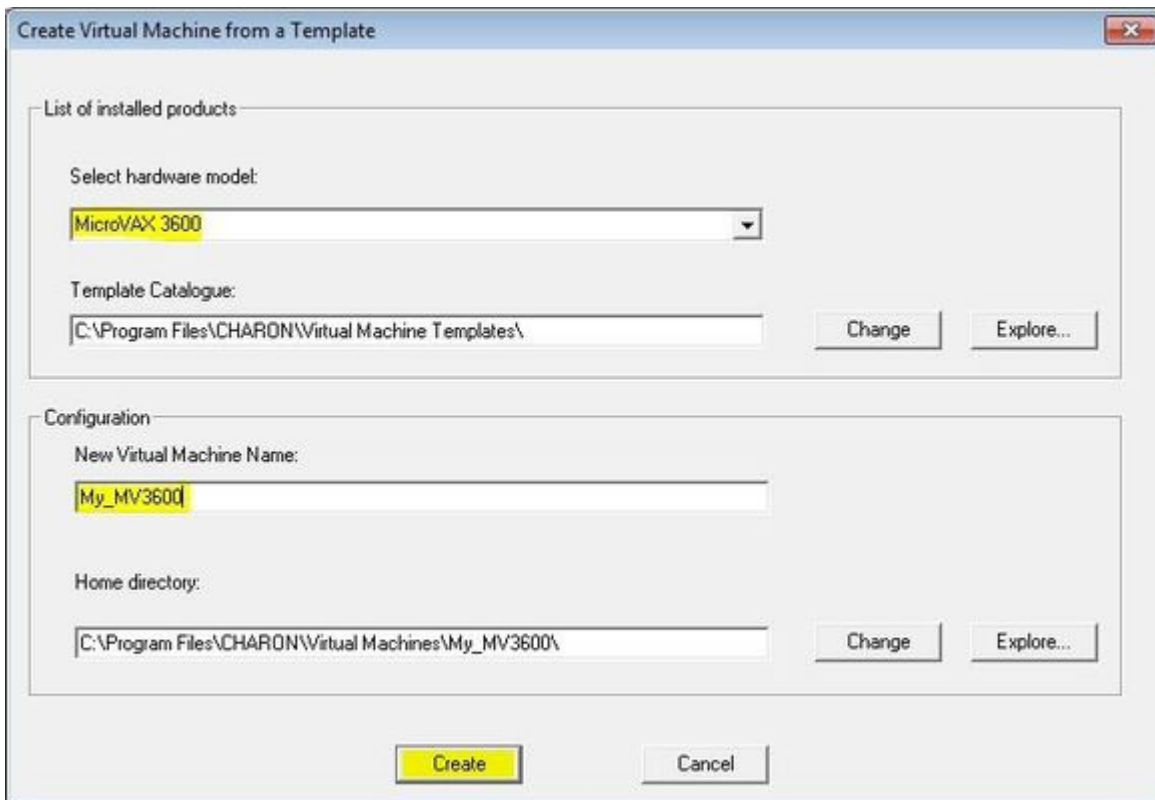 Create Virtual Machine from a Template
List of installed products
Select hardware model:
MicroVAX 3600
Template Catalogue:
C:\Program Files\CHARON\Virtual Machine Templates\
Change
Explore...
Configuration
New Virtual Machine Name:
My_MV3600
Home directory:
C:\Program Files\CHARON\Virtual Machines\My_MV3600\
Change
Explore...
Create
Cancel